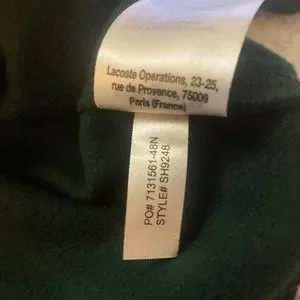 Lacoste Operations, 23-25,
rue de Provence, 75009
Paris (France)
PO# 7131561-48N
STYLE# SH9248